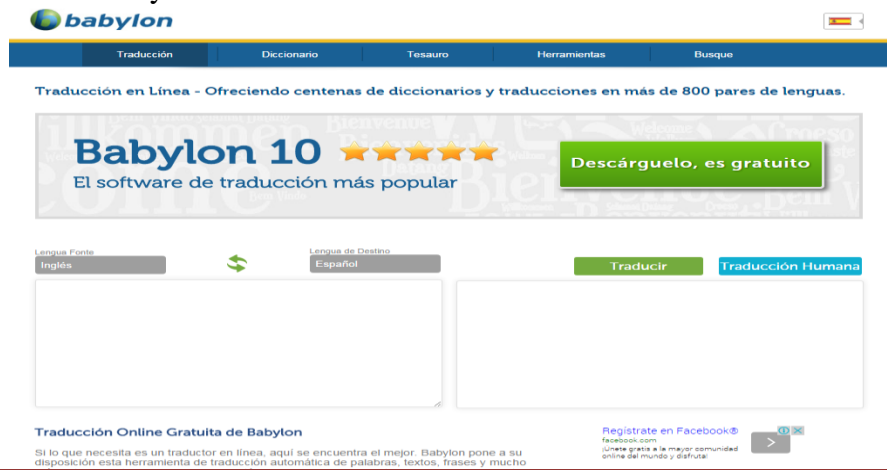 babylon
Traducción Diccionario Tesauro Herramientas Busque
Traducción en Línea - Ofreciendo centenas de diccionarios y traducciones en más de 800 pares de lenguas.
Babylon 10
El software de traducción más popular
Descárguelo, es gratuito
Lengua Fonte Lengua de Destino
Inglés Español Traducir Traducción Humana
Traducción Online Gratuita de Babylon
Si lo que necesita es un traductor en línea, aquí se encuentra el mejor. Babylon pone a su
disposición esta herramienta de traducción automática de palabras, textos, frases y mucho
Regístrate en Facebook®
facebook.com
¡Únete gratis a la mayor comunidad
online del mundo y disfruta!